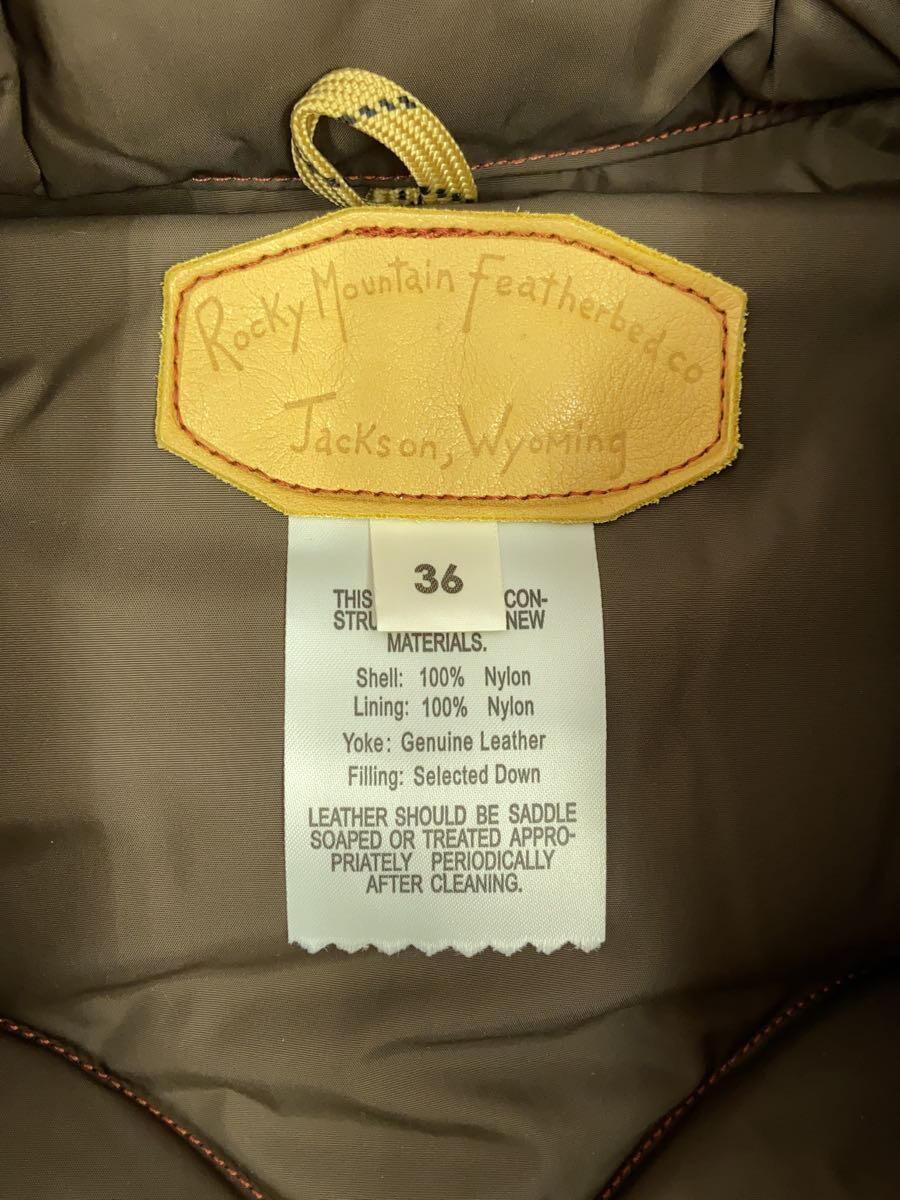 Rocky Mountain Featherbed co
Jackson, Wyoming
36
THIS CON-
STRU NEW
MATERIALS.
Shell: 100% Nylon
Lining: 100% Nylon
Yoke: Genuine Leather
Filling: Selected Down
LEATHER SHOULD BE SADDLE
SOAPED OR TREATED APPRO-
PRIATELY PERIODICALLY
AFTER CLEANING.